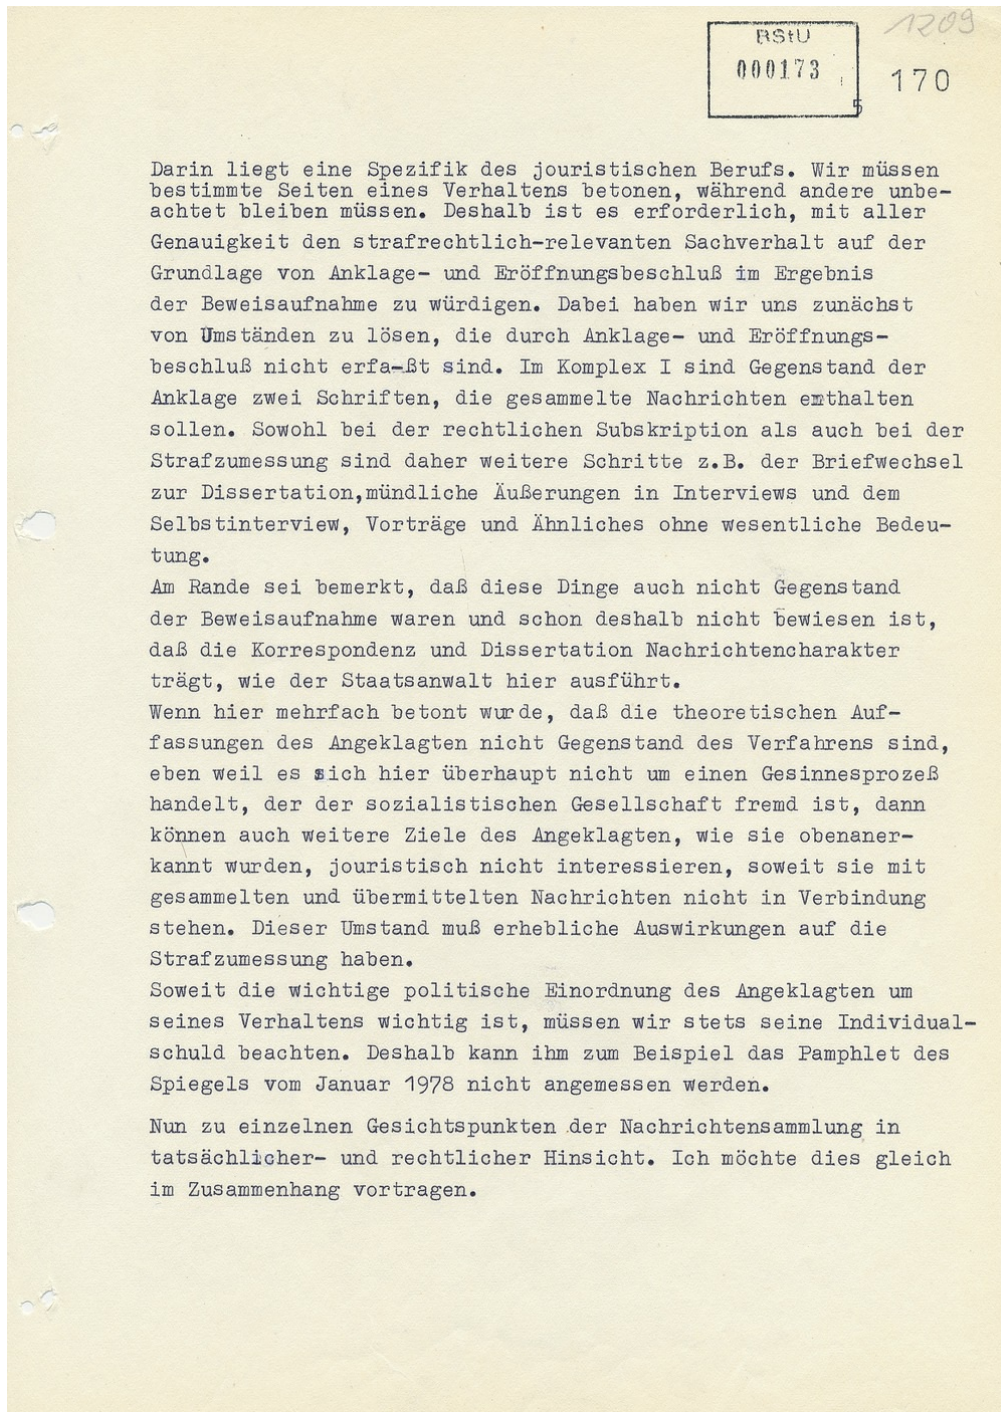 1209
BStU
000173
170
5
Darin liegt eine Spezifik des jouristischen Berufs. Wir müssen
bestimmte Seiten eines Verhaltens betonen, während andere unbe-
achtet bleiben müssen. Deshalb ist es erforderlich, mit aller
Genauigkeit den strafrechtlich-relevanten Sachverhalt auf der
Grundlage von Anklage- und Eröffnungsbeschluß im Ergebnis
der Beweisaufnahme zu würdigen. Dabei haben wir uns zunächst
von Umständen zu lösen, die durch Anklage- und Eröffnungs-
beschluß nicht erfa-ßt sind. Im Komplex I sind Gegenstand der
Anklage zwei Schriften, die gesammelte Nachrichten enthalten
sollen. Sowohl bei der rechtlichen Subskription als auch bei der
Strafzumessung sind daher weitere Schritte z.B. der Briefwechsel
zur Dissertation,mündliche Äußerungen in Interviews und dem
Selbstinterview, Vorträge und Ähnliches ohne wesentliche Bedeu-
tung.
Am Rande sei bemerkt, daß diese Dinge auch nicht Gegenstand
der Beweisaufnahme waren und schon deshalb nicht bewiesen ist,
daß die Korrespondenz und Dissertation Nachrichtencharakter
trägt, wie der Staatsanwalt hier ausführt.
Wenn hier mehrfach betont wurde, daß die theoretischen Auf-
fassungen des Angeklagten nicht Gegenstand des Verfahrens sind,
eben weil es sich hier überhaupt nicht um einen Gesinnesprozeß
handelt, der der sozialistischen Gesellschaft fremd ist, dann
können auch weitere Ziele des Angeklagten, wie sie obenaner-
kannt wurden, jouristisch nicht interessieren, soweit sie mit
gesammelten und übermittelten Nachrichten nicht in Verbindung
stehen. Dieser Umstand muß erhebliche Auswirkungen auf die
Strafzumessung haben.
Soweit die wichtige politische Einordnung des Angeklagten um
seines Verhaltens wichtig ist, müssen wir stets seine Individual-
schuld beachten. Deshalb kann ihm zum Beispiel das Pamphlet des
Spiegels vom Januar 1978 nicht angemessen werden.
Nun zu einzelnen Gesichtspunkten der Nachrichtensammlung in
tatsächlicher- und rechtlicher Hinsicht. Ich möchte dies gleich
im Zusammenhang vortragen.